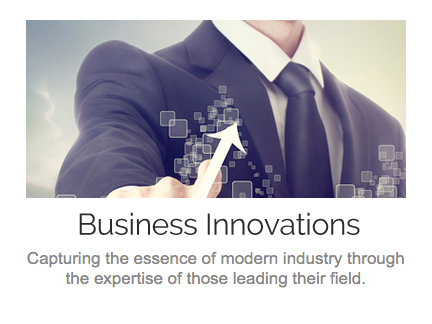 Business Innovations
Capturing the essence of modern industry through
the expertise of those leading their field.